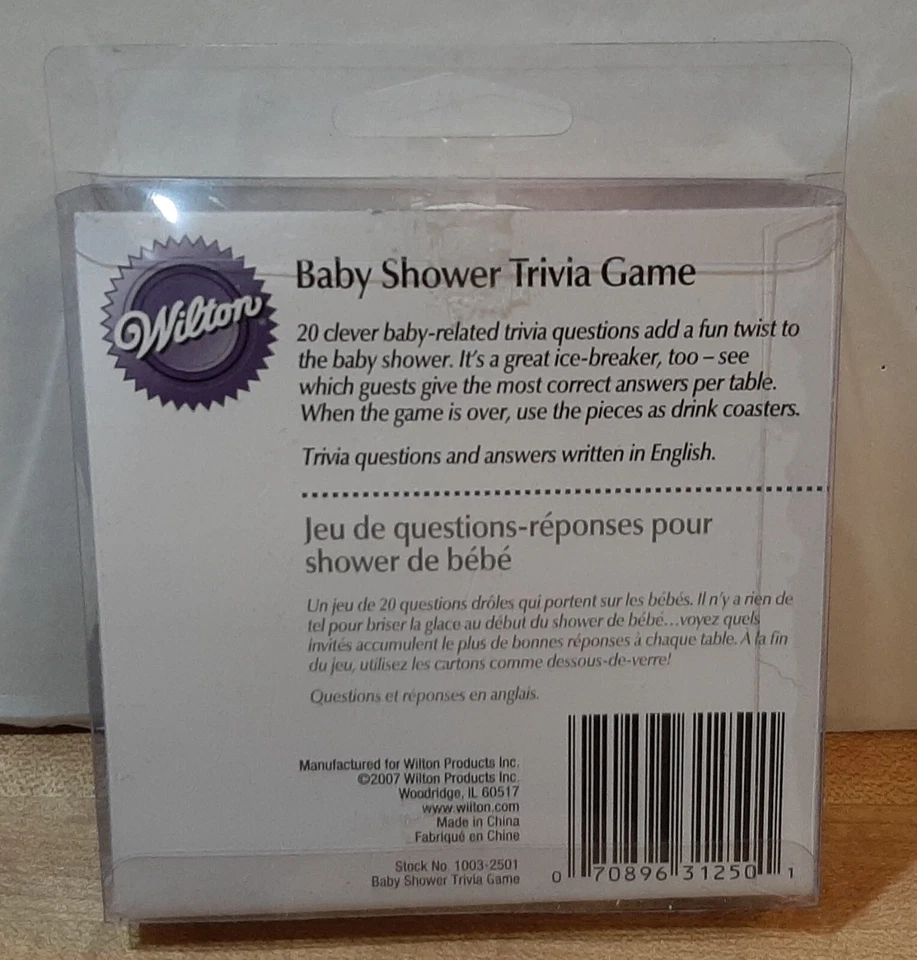 Wilton
Baby Shower Trivia Game
20 clever baby-related trivia questions add a fun twist to
the baby shower. It's a great ice-breaker, too – see
which guests give the most correct answers per table.
When the game is over, use the pieces as drink coasters.
Trivia questions and answers written in English.
Jeu de questions-réponses pour
shower de bébé
Un jeu de 20 questions drôles qui portent sur les bébés. Il n'y a rien de
tel pour briser la glace au début du shower de bébé...voyez quels
invités accumulent le plus de bonnes réponses à chaque table. À la fin
du jeu, utilisez les cartons comme dessous-de-verre!
Questions et réponses en anglais.
Manufactured for Wilton Products Inc.
©2007 Wilton Products Inc.
Woodridge, IL 60517
www.wilton.com
Made in China
Fabriqué en Chine
Stock No. 1003-2501
Baby Shower Trivia Game
0 70896 31250 1